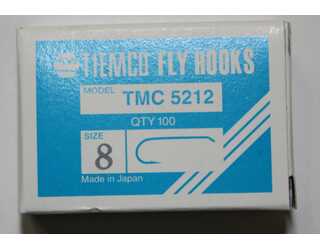 TIEMCO FLY HOOKS
MODEL TMC 5212
QTY 100
SIZE
8
Made in Japan